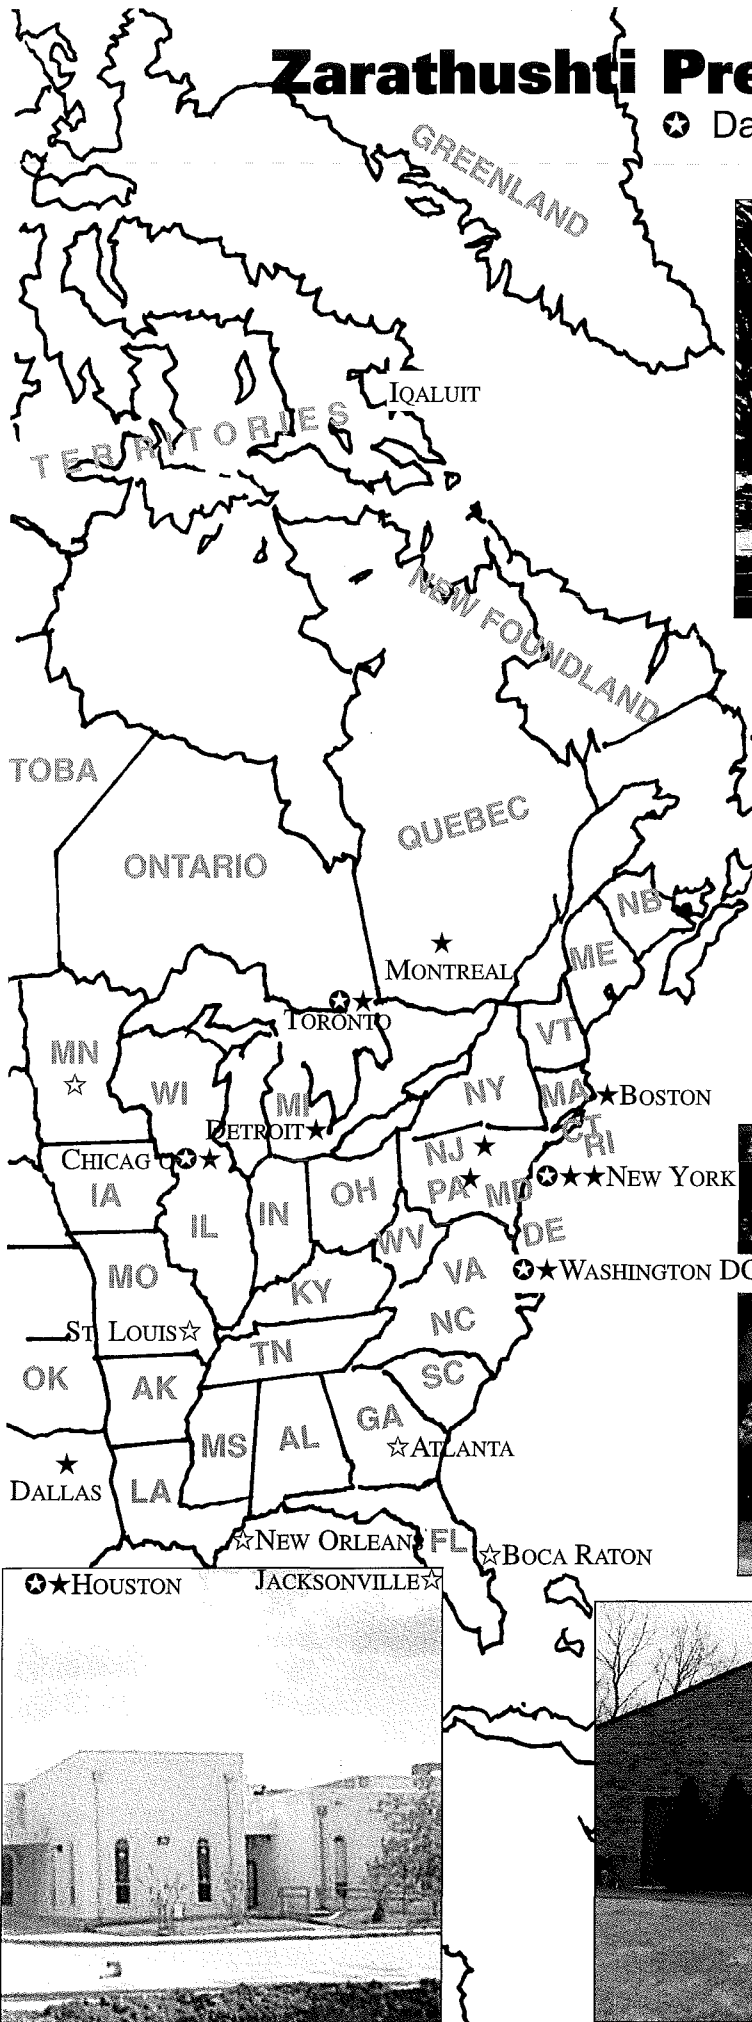 Zarathushti Pre
✪ Da
GREENLAND
IQALUIT
TERRITORIES
NEW FOUNDLAND
TOBA
QUEBEC
ONTARIO
NB
★
MONTREAL
ME
✪★
TORONTO
VT
MN
☆
WI
MI
NY
MA
★BOSTON
DETROIT★
CT
RI
CHICAG O✪★
NJ ★
IA
IN
OH
PA★
MD
✪★★NEW YORK
IL
WV
DE
MO
KY
VA
✪★WASHINGTON DC
ST. LOUIS☆
TN
NC
OK
AK
SC
MS
AL
GA
☆ATLANTA
★
DALLAS
LA
☆NEW ORLEANS
FL
☆BOCA RATON
✪★HOUSTON
JACKSONVILLE☆